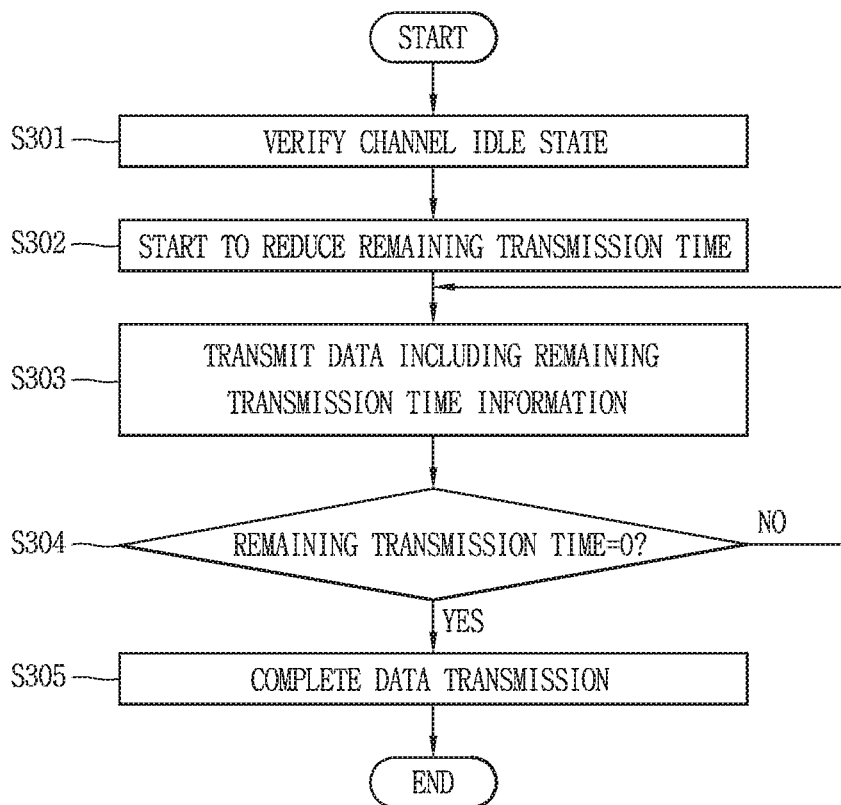 START
S301
VERIFY CHANNEL IDLE STATE
S302
START TO REDUCE REMAINING TRANSMISSION TIME
S303
TRANSMIT DATA INCLUDING REMAINING
TRANSMISSION TIME INFORMATION
S304
REMAINING TRANSMISSION TIME=0?
NO
YES
S305
COMPLETE DATA TRANSMISSION
END